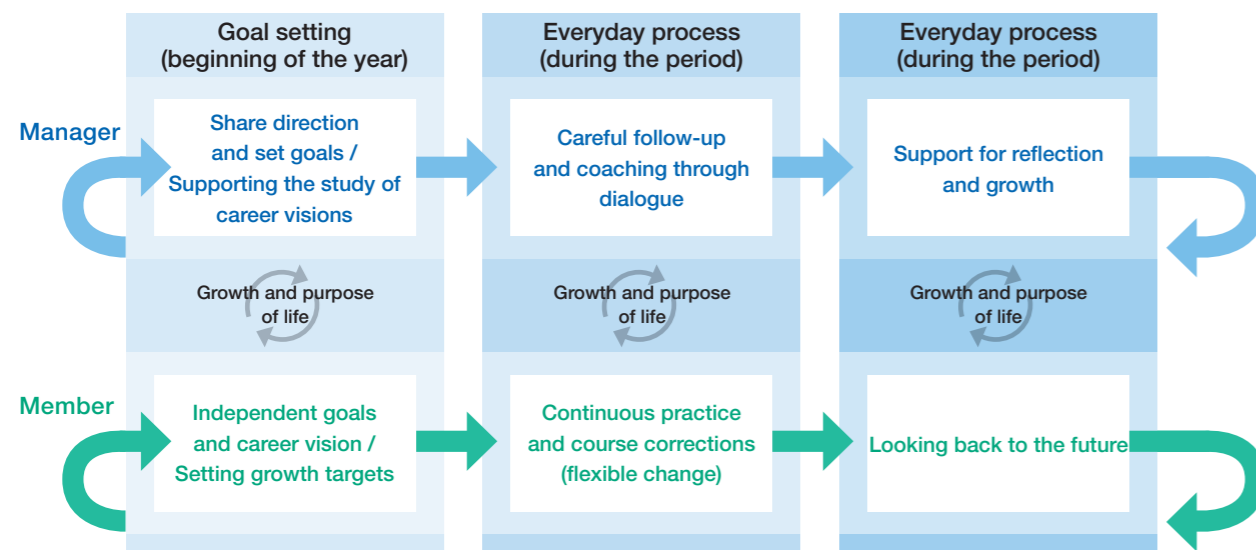 Goal setting
(beginning of the year)
Everyday process
(during the period)
Everyday process
(during the period)
Manager
Share direction
and set goals /
Supporting the study of
career visions
Careful follow-up
and coaching through
dialogue
Support for reflection
and growth
Growth and purpose
of life
Growth and purpose
of life
Growth and purpose
of life
Member
Independent goals
and career vision /
Setting growth targets
Continuous practice
and course corrections
(flexible change)
Looking back to the future